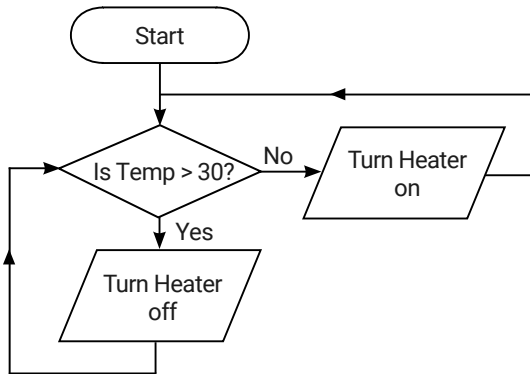 Start
Is Temp > 30?
No
Turn Heater
on
Yes
Turn Heater
off